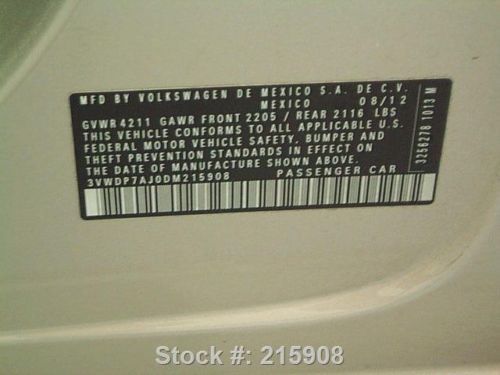 MFD BY VOLKSWAGEN DE MEXICO S.A. DE C.V.
MEXICO 08/12
GVWR 4211 GAWR FRONT 2205 / REAR 2116 LBS
THIS VEHICLE CONFORMS TO ALL APPLICABLE U.S.
FEDERAL MOTOR VEHICLE SAFETY, BUMPER AND
THEFT PREVENTION STANDARDS IN EFFECT ON
THE DATE OF MANUFACTURE SHOWN ABOVE.
3VWDP7AJ0DM215908 PASSENGER CAR
3256278 1013 M
Stock #: 215908